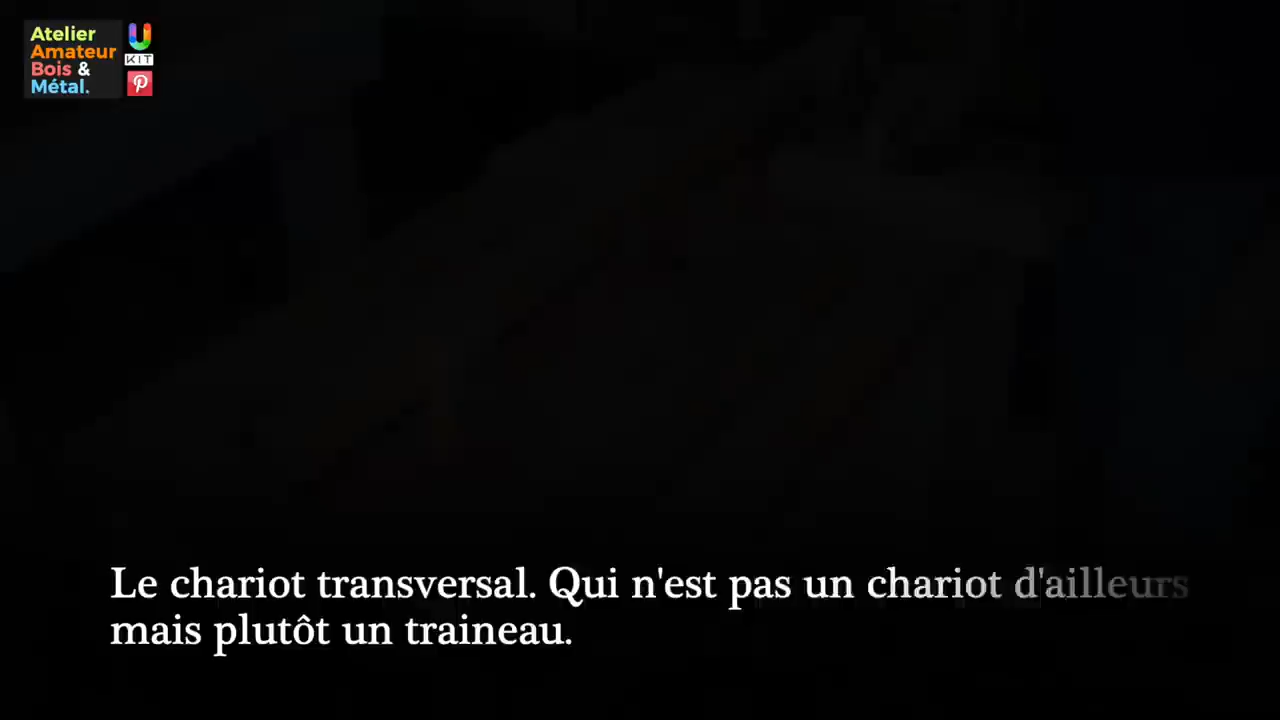 Atelier
Amateur
Bois &
Métal.
U
KIT
Le chariot transversal. Qui n'est pas un chariot d'ailleurs
mais plutôt un traineau.